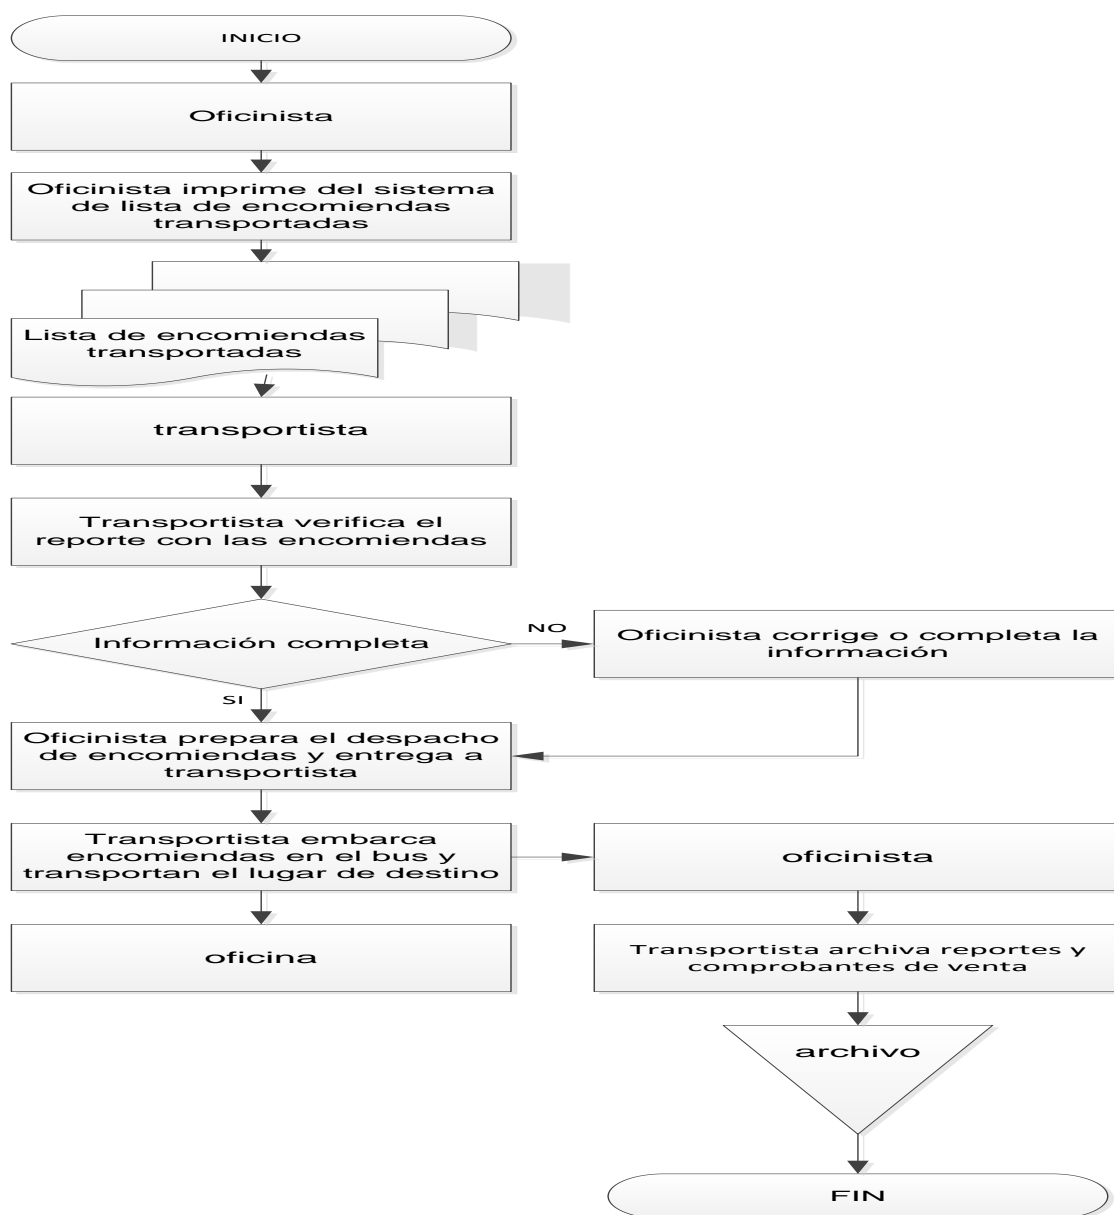 INICIO
Oficinista
Oficinista imprime del sistema
de lista de encomiendas
transportadas
Lista de encomiendas
transportadas
transportista
Transportista verifica el
reporte con las encomiendas
Información completa
NO
Oficinista corrige o completa la
información
SI
Oficinista prepara el despacho
de encomiendas y entrega a
transportista
Transportista embarca
encomiendas en el bus y
transportan el lugar de destino
oficinista
oficina
Transportista archiva reportes y
comprobantes de venta
archivo
FIN